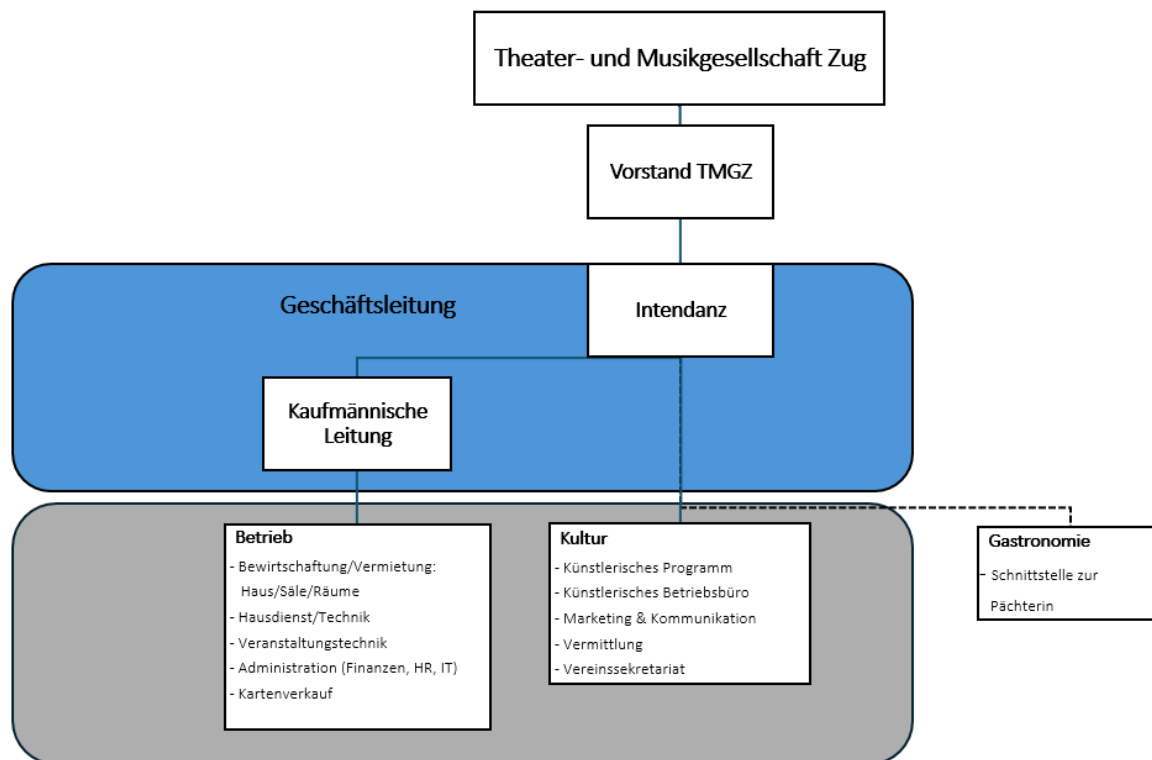 Theater- und Musikgesellschaft Zug
Vorstand TMGZ
Geschäftsleitung
Intendanz
Kaufmännische
Leitung
Betrieb
- Bewirtschaftung/Vermietung:
Haus/Säle/Räume
- Hausdienst/Technik
- Veranstaltungstechnik
- Administration (Finanzen, HR, IT)
- Kartenverkauf
Kultur
- Künstlerisches Programm
- Künstlerisches Betriebsbüro
- Marketing & Kommunikation
- Vermittlung
- Vereinssekretariat
Gastronomie
- Schnittstelle zur
Pächterin